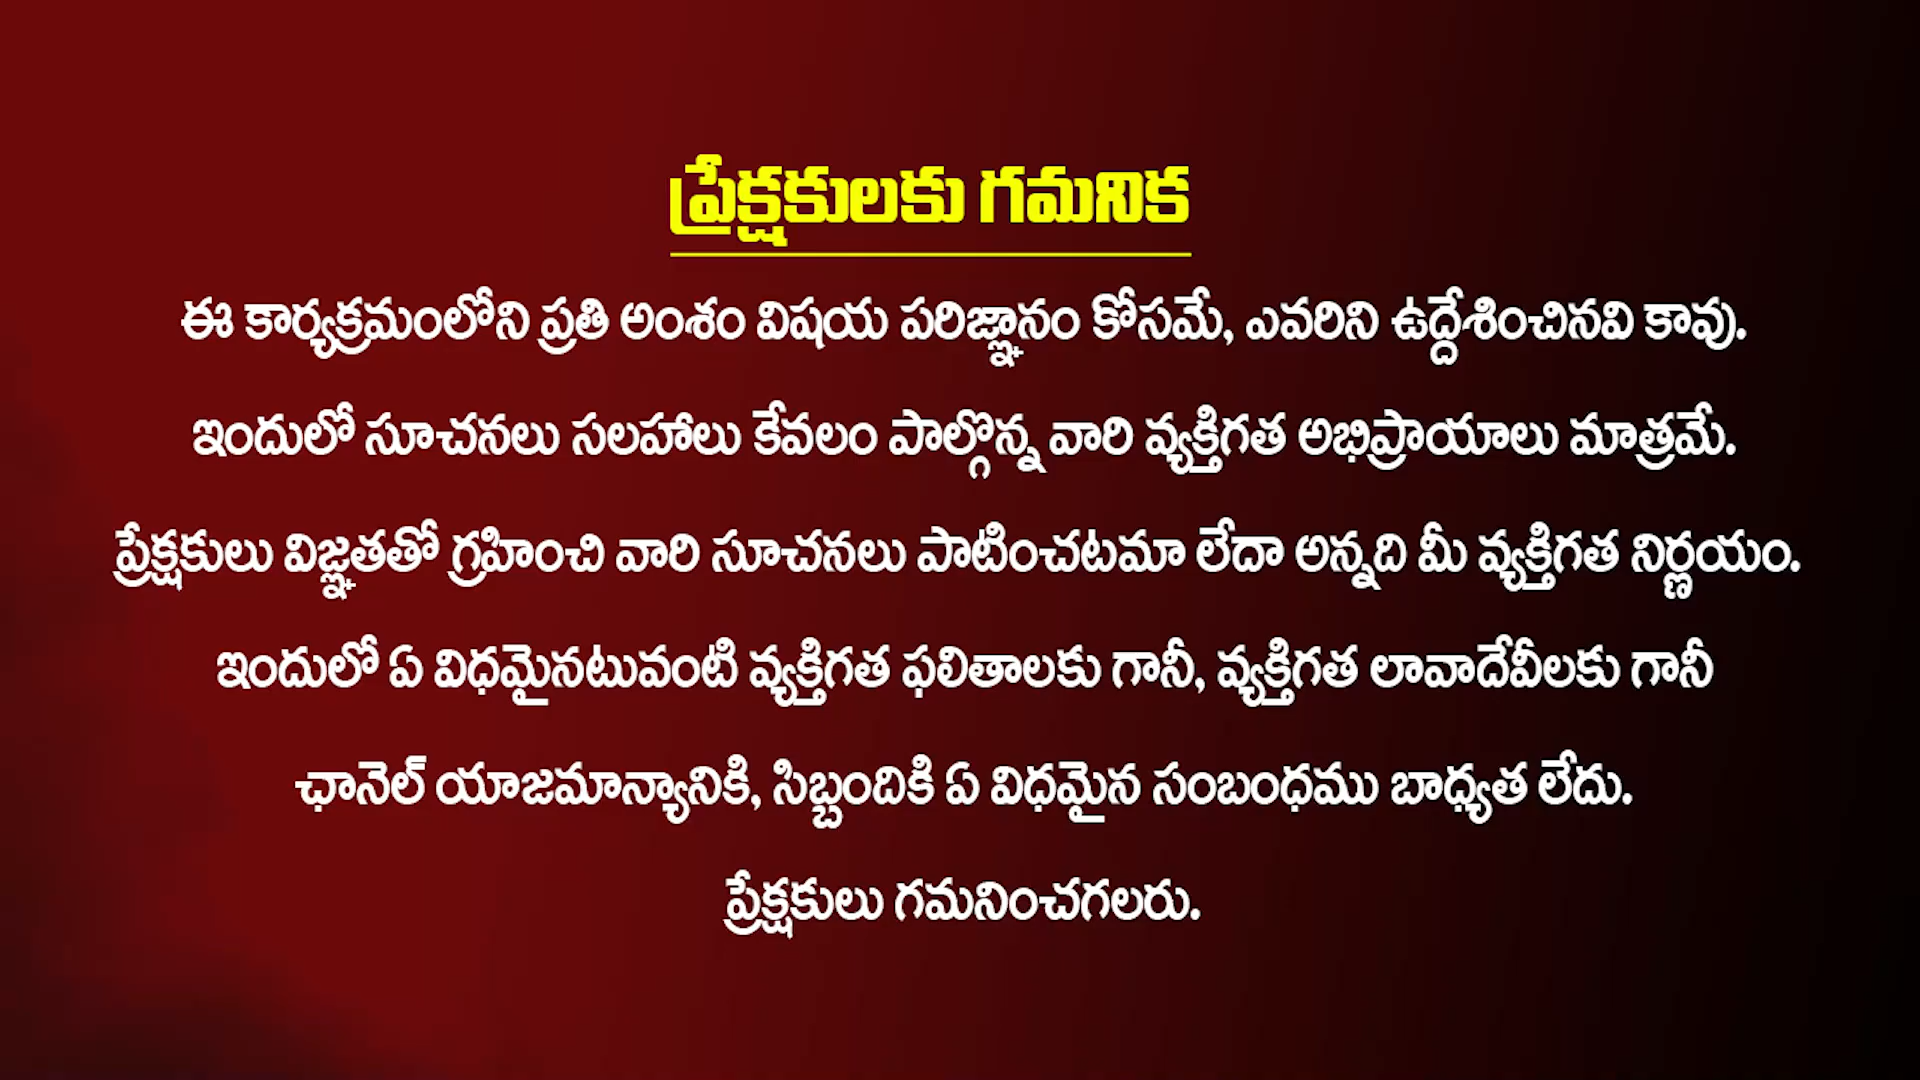 ప్రేక్షకులకు గమనిక
ఈ కార్యక్రమంలోని ప్రతి అంశం విషయ పరిజ్ఞానం కోసమే, ఎవరిని ఉద్దేశించినవి కావు.
ఇందులో సూచనలు సలహాలు కేవలం పాల్గొన్న వారి వ్యక్తిగత అభిప్రాయాలు మాత్రమే.
ప్రేక్షకులు విజ్ఞతతో గ్రహించి వారి సూచనలు పాటించటమా లేదా అన్నది మీ వ్యక్తిగత నిర్ణయం.
ఇందులో ఏ విధమైనటువంటి వ్యక్తిగత ఫలితాలకు గానీ, వ్యక్తిగత లావాదేవీలకు గానీ
ఛానెల్ యాజమాన్యానికి, సిబ్బందికి ఏ విధమైన సంబంధము బాధ్యత లేదు.
ప్రేక్షకులు గమనించగలరు.